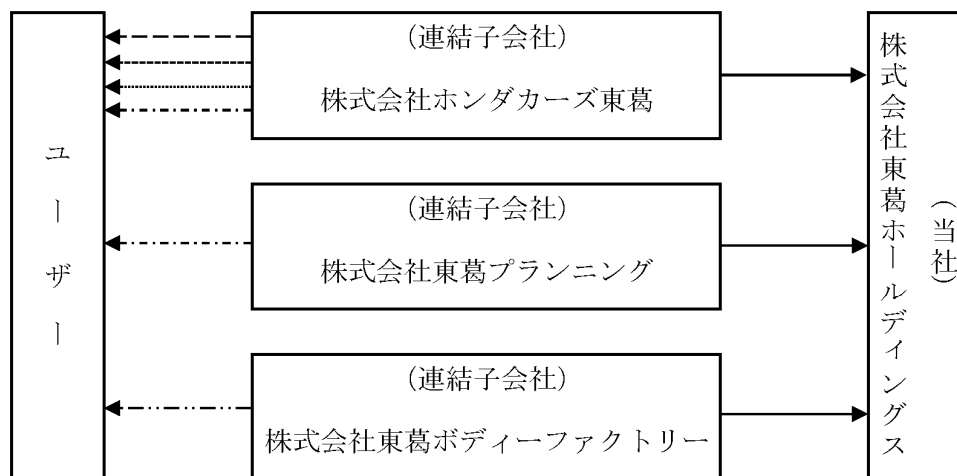 ユーザー
(連結子会社)
株式会社ホンダカーズ東葛
(連結子会社)
株式会社東葛プランニング
(連結子会社)
株式会社東葛ボディーファクトリー
(当社)
株式会社東葛ホールディングス